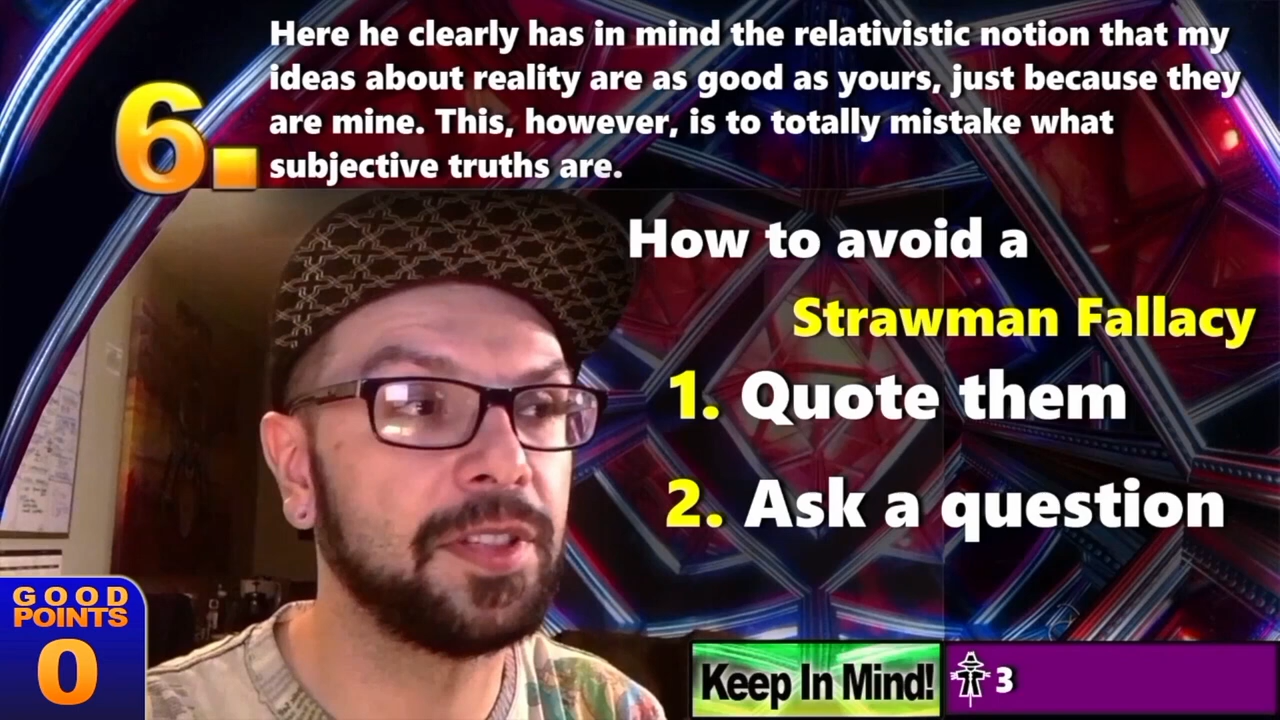 6.
Here he clearly has in mind the relativistic notion that my
ideas about reality are as good as yours, just because they
are mine. This, however, is to totally mistake what
subjective truths are.
How to avoid a
Strawman Fallacy
1. Quote them
2. Ask a question
GOOD
POINTS
0
Keep In Mind!
3